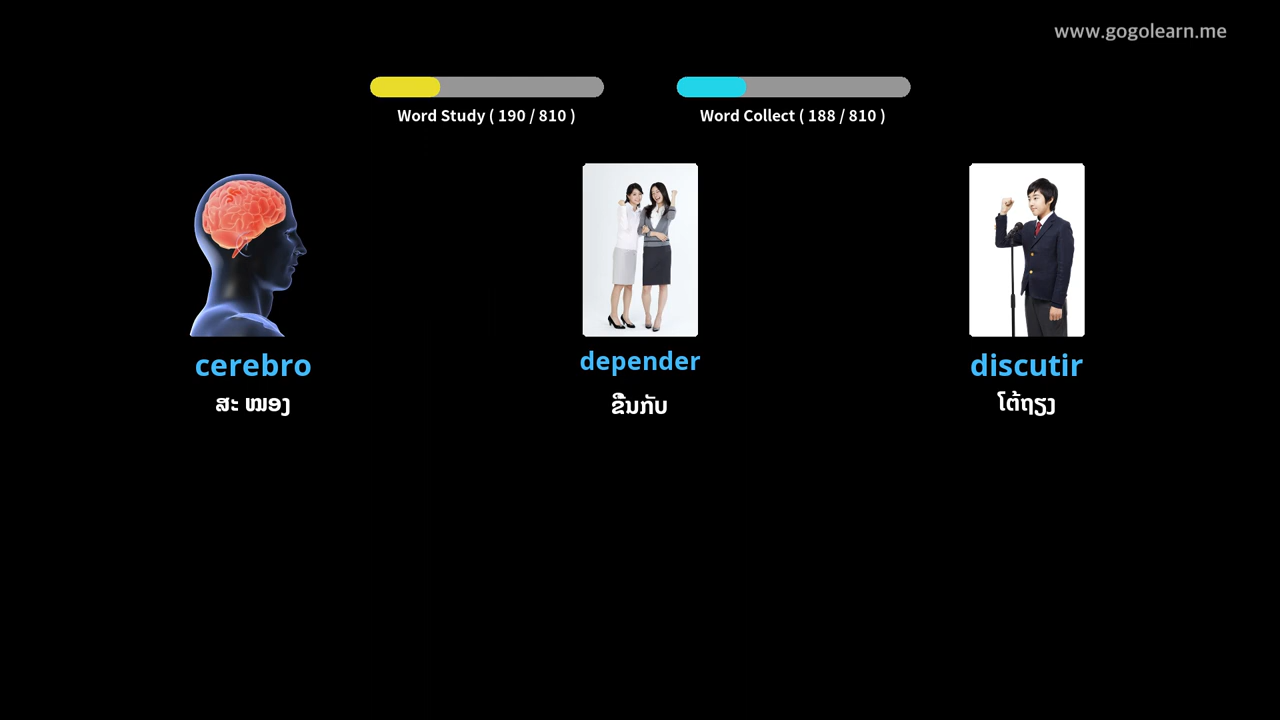 www.gogolearn.me
Word Study ( 190 / 810 )
Word Collect ( 188 / 810 )
cerebro
depender
discutir
ສະ ໝອງ
ຂຶ້ນກັບ
ໂຕ້ຖຽງ